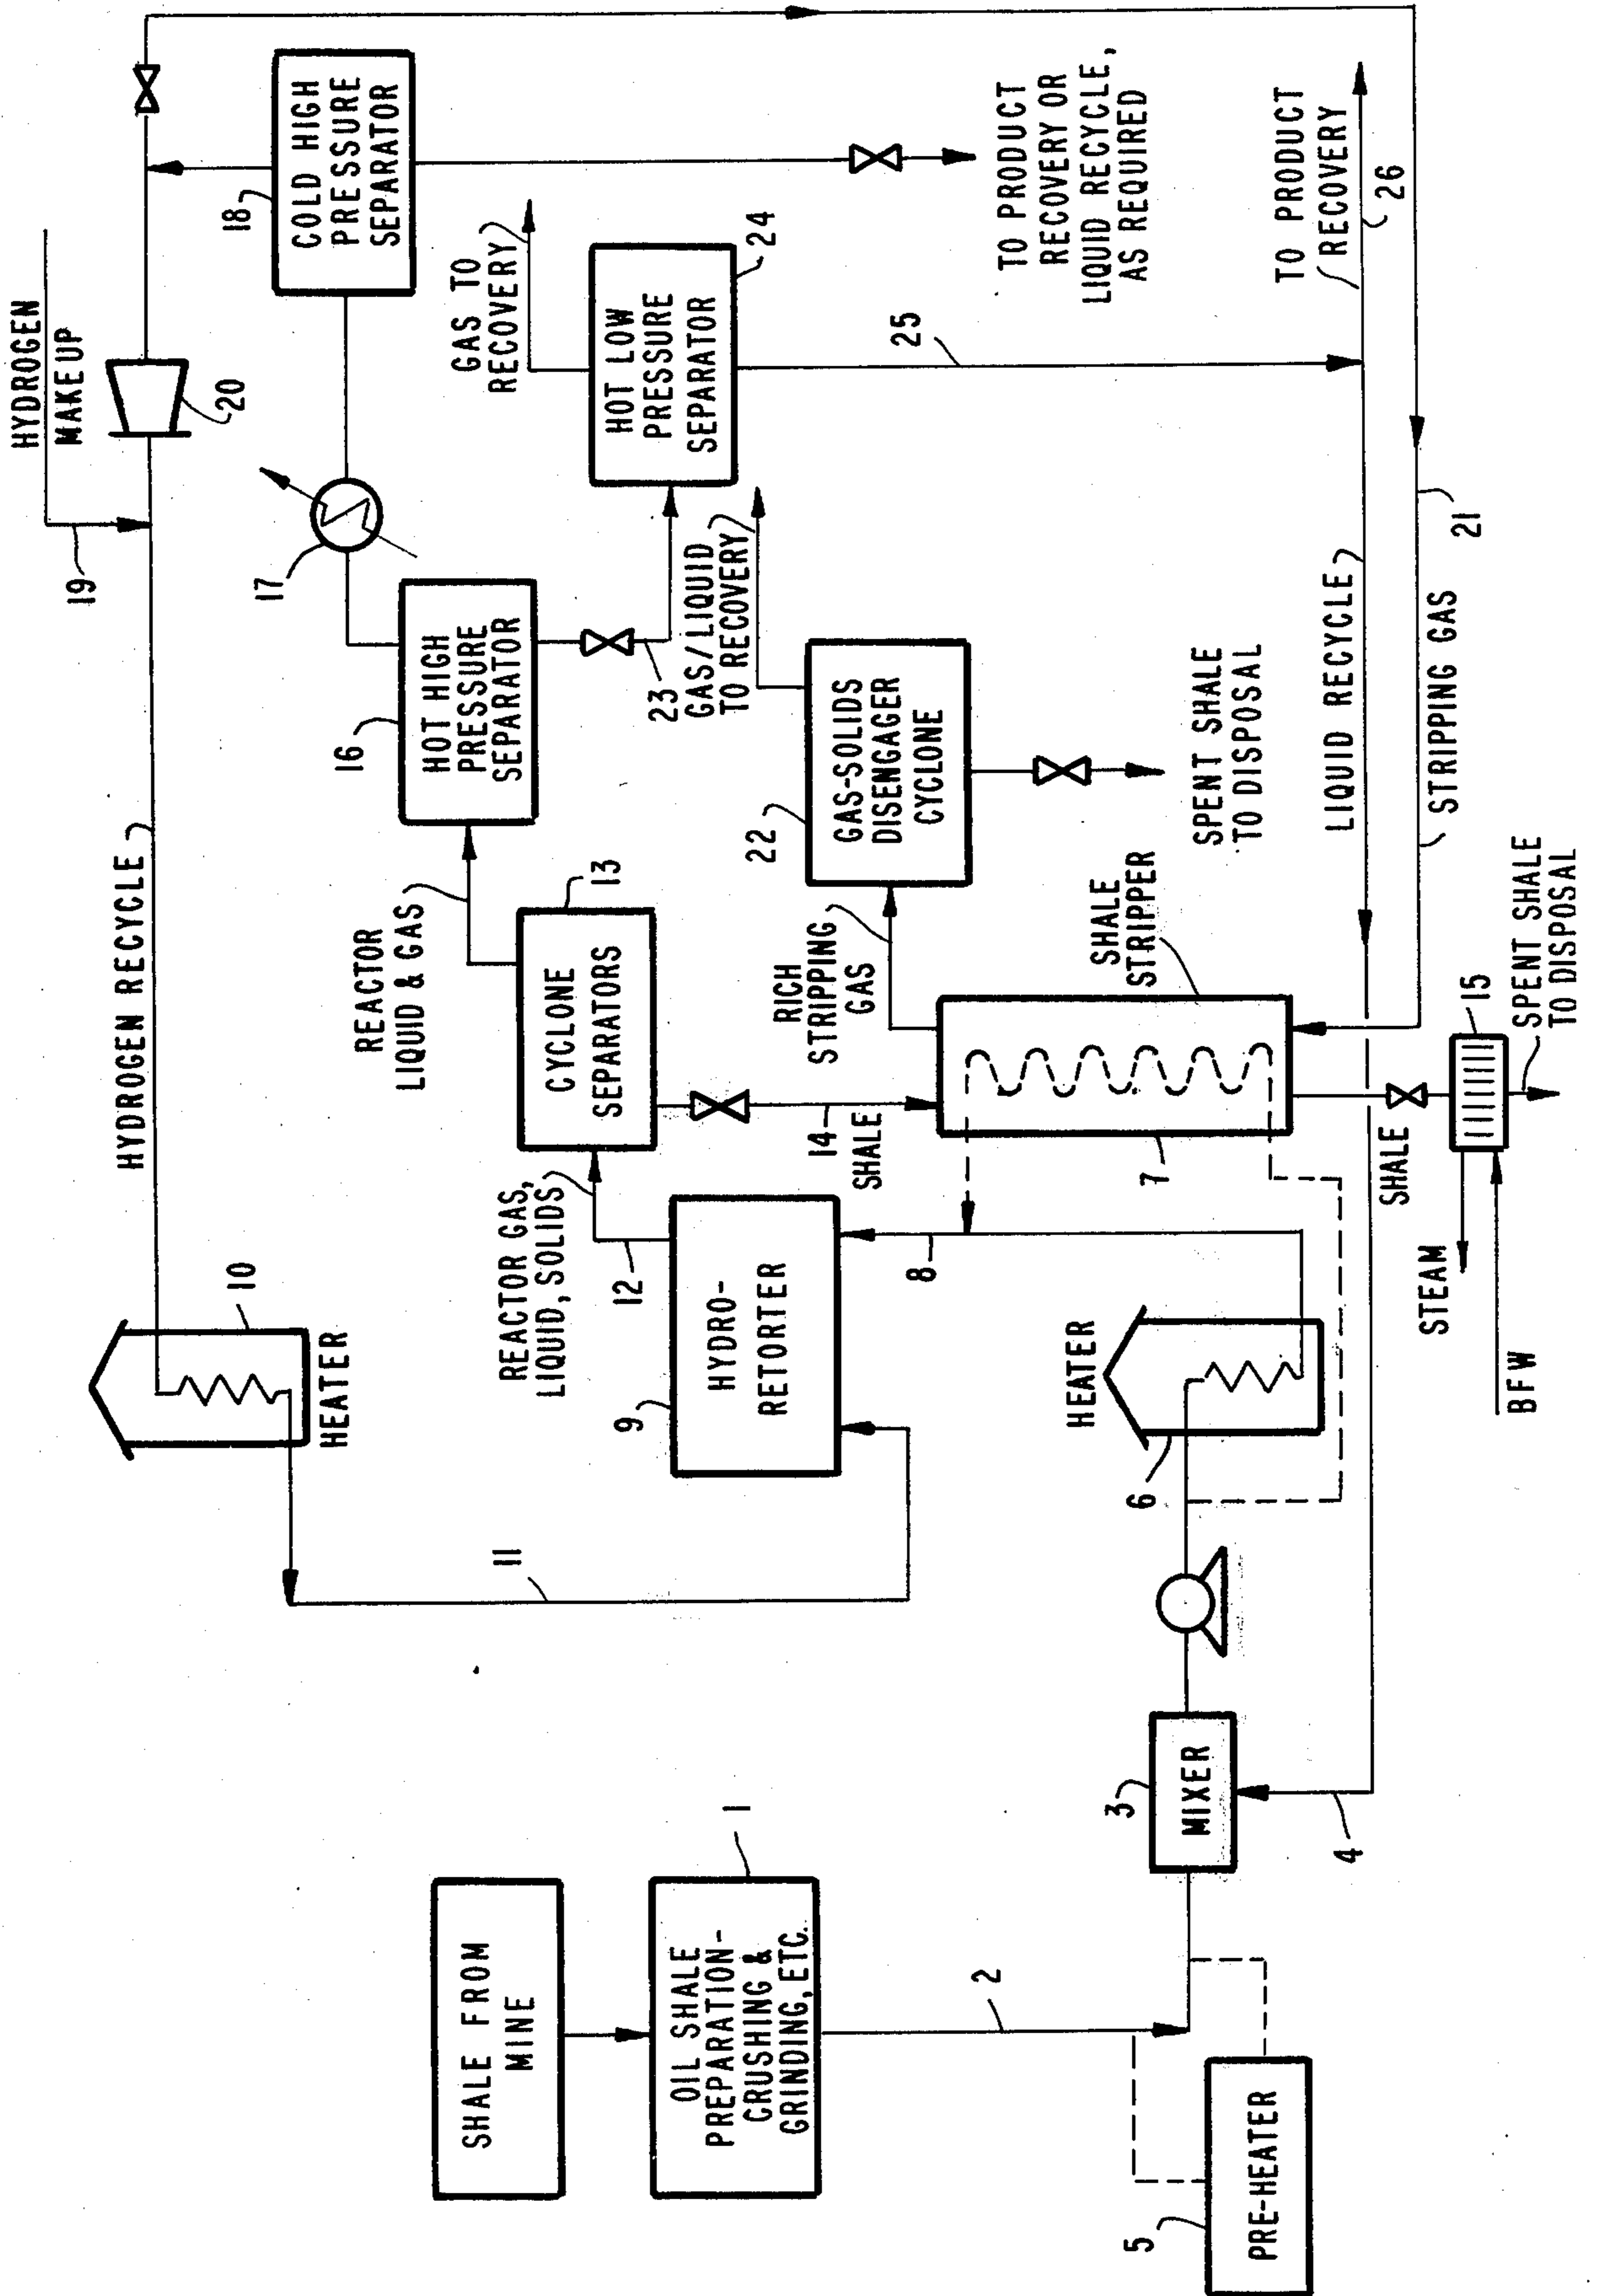 SHALE FROM
MINE
OIL SHALE
PREPARATION-
CRUSHING &
GRINDING, ETC.
1
2
5
PRE-HEATER
3
MIXER
4
HYDROGEN RECYCLE
10
HEATER
11
9
HYDRO-
RETORTER
REACTOR GAS,
LIQUID, SOLIDS
12
8
HEATER
6
REACTOR
LIQUID & GAS
CYCLONE
SEPARATORS
13
14
SHALE
RICH
STRIPPING
GAS
SHALE
STRIPPER
7
SHALE
STEAM
BFW
15
SPENT SHALE
TO DISPOSAL
HYDROGEN
MAKEUP
19
20
17
16
HOT HIGH
PRESSURE
SEPARATOR
18
COLD HIGH
PRESSURE
SEPARATOR
GAS TO
RECOVERY
HOT LOW
PRESSURE
SEPARATOR
24
23
GAS/LIQUID
TO RECOVERY
22
GAS-SOLIDS
DISENGAGER
CYCLONE
SPENT SHALE
TO DISPOSAL
25
TO PRODUCT
RECOVERY OR
LIQUID RECYCLE,
AS REQUIRED
TO PRODUCT
RECOVERY
26
LIQUID RECYCLE
21
STRIPPING GAS